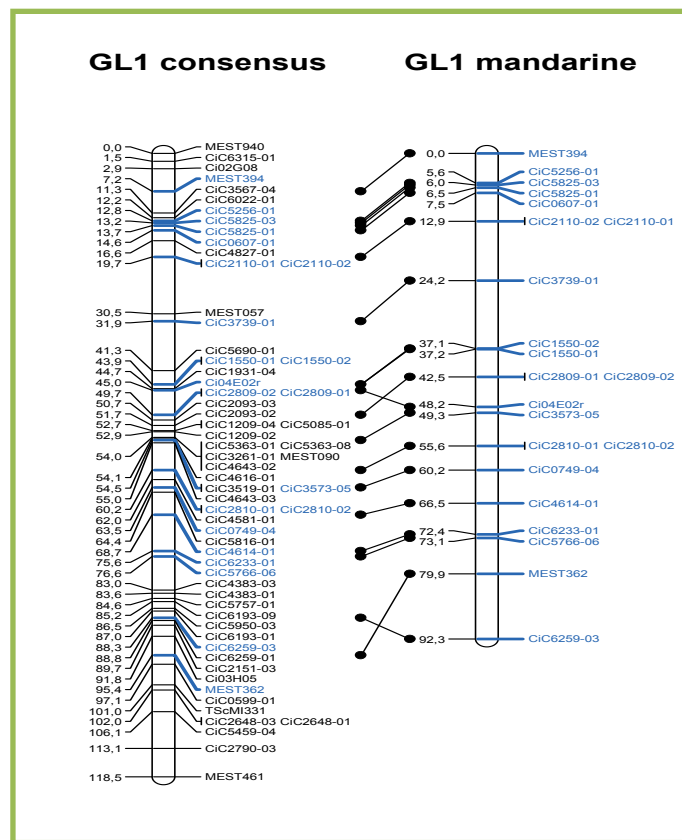 GL1 consensus
0,0 MEST940
1,5 CiC6315-01
2,9 Ci02G08
7,2 MEST394
11,3 CiC3567-04
12,2 CiC6022-01
12,8 CiC5256-01
13,2 CiC5825-03
13,7 CiC5825-01
14,6 CiC0607-01
16,6 CiC4827-01
19,7 CiC2110-01 CiC2110-02
30,5 MEST057
31,9 CiC3739-01
41,3 CiC5690-01
43,9 CiC1550-01 CiC1550-02
44,7 CiC1931-04
45,0 Ci04E02r
49,7 CiC2809-02 CiC2809-01
50,7 CiC2093-03
51,7 CiC2093-02
52,7 CiC1209-04 CiC5085-01
52,9 CiC1209-02
CiC5363-01 CiC5363-08
54,0 CiC3261-01 MEST090
CiC4643-02
54,1 CiC4616-01
54,5 CiC3519-01 CiC3573-05
55,0 CiC4643-03
60,2 CiC2810-01 CiC2810-02
62,0 CiC4581-01
63,5 CiC0749-04
64,4 CiC5816-01
68,7 CiC4614-01
75,6 CiC6233-01
76,6 CiC5766-06
83,0 CiC4383-03
83,6 CiC4383-01
84,6 CiC5757-01
85,2 CiC6193-09
86,5 CiC5950-03
87,0 CiC6193-01
88,3 CiC6259-03
88,8 CiC6259-01
89,7 CiC2151-03
91,8 Ci03H05
95,4 MEST362
97,1 CiC0599-01
101,0 TScMI331
102,0 CiC2648-03 CiC2648-01
106,1 CiC5459-04
113,1 CiC2790-03
118,5 MEST461
GL1 mandarine
0,0 MEST394
5,6 CiC5256-01
6,0 CiC5825-03
6,5 CiC5825-01
7,5 CiC0607-01
12,9 CiC2110-02 CiC2110-01
24,2 CiC3739-01
37,1 CiC1550-02
37,2 CiC1550-01
42,5 CiC2809-01 CiC2809-02
48,2 Ci04E02r
49,3 CiC3573-05
55,6 CiC2810-01 CiC2810-02
60,2 CiC0749-04
66,5 CiC4614-01
72,4 CiC6233-01
73,1 CiC5766-06
79,9 MEST362
92,3 CiC6259-03